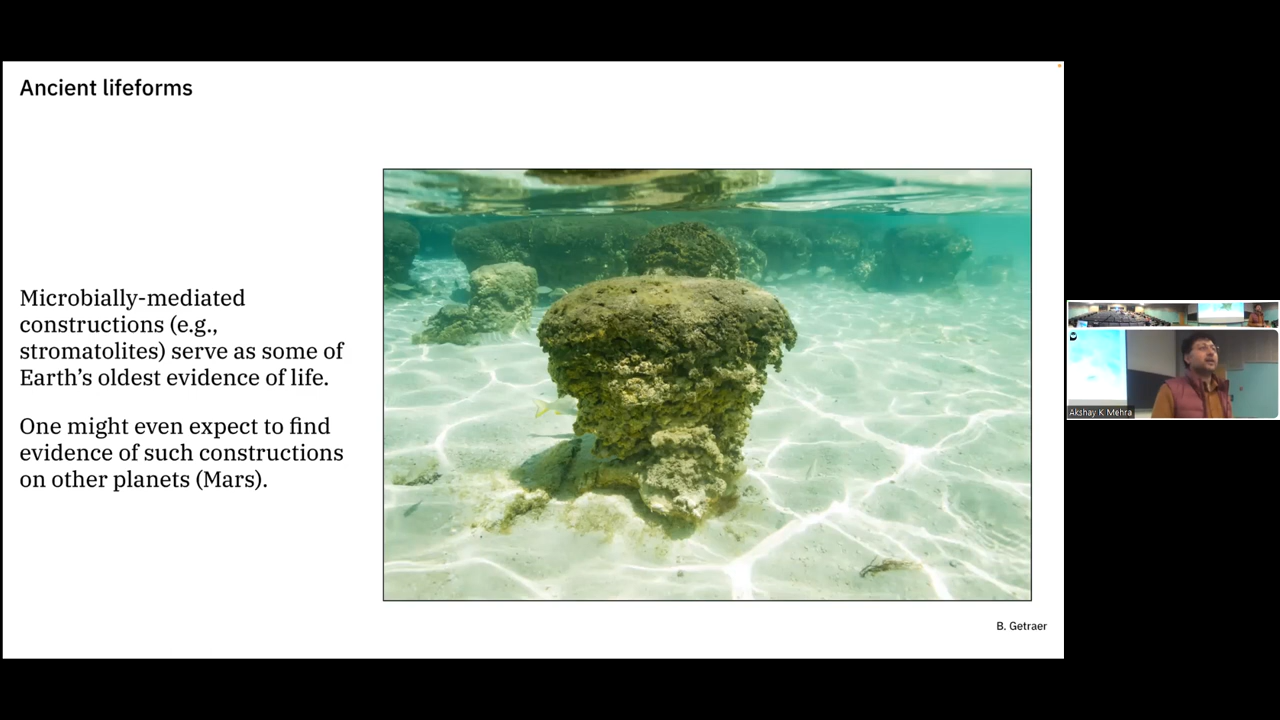 Ancient lifeforms
Microbially-mediated
constructions (e.g.,
stromatolites) serve as some of
Earth’s oldest evidence of life.
One might even expect to find
evidence of such constructions
on other planets (Mars).
B. Getraer
Akshay K Mehra